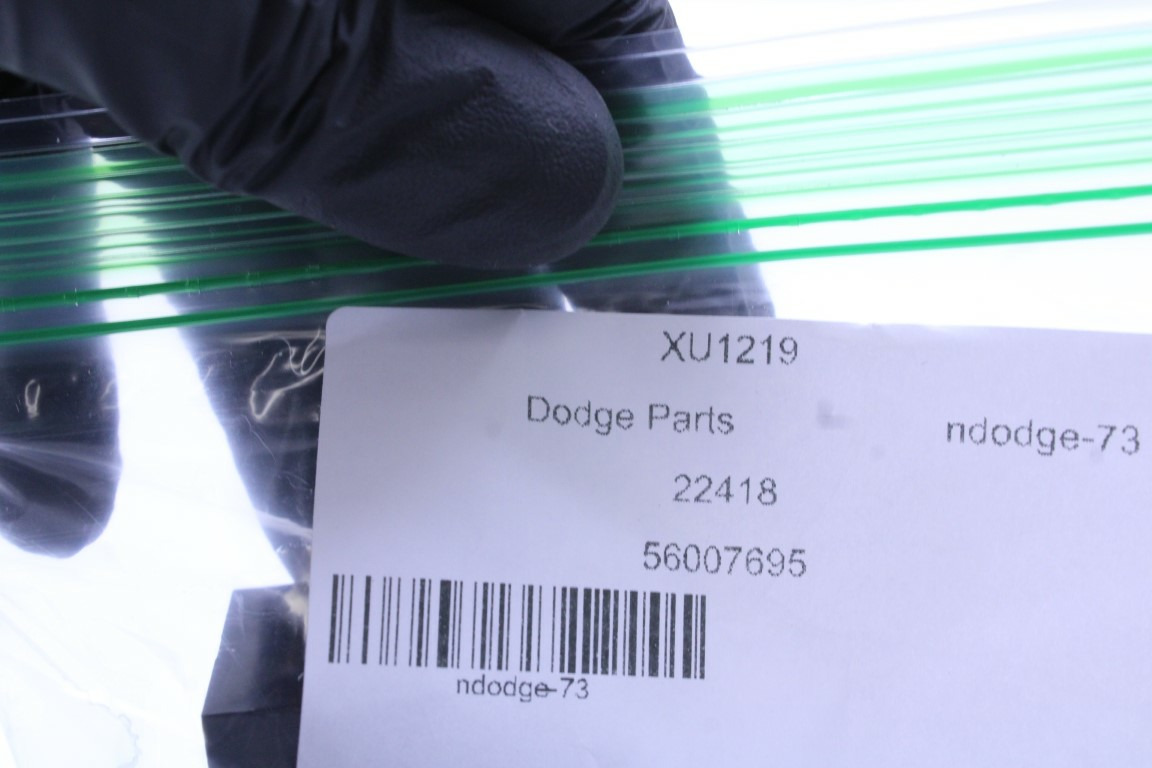 XU1219
Dodge Parts
ndodge-73
22418
56007695
ndodge-73